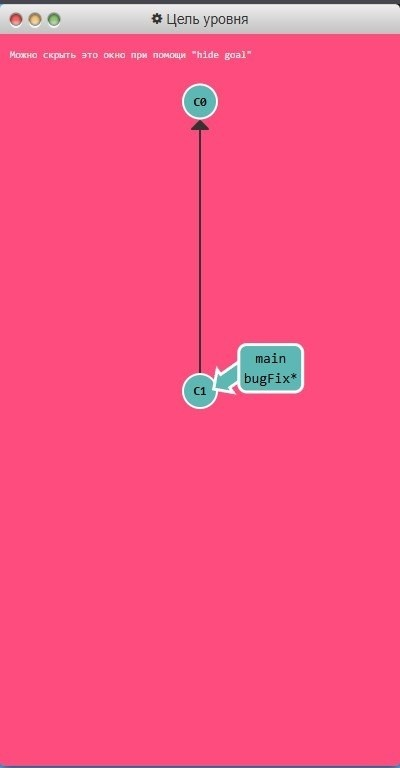 Цель уровня
Можно скрыть это окно при помощи "hide goal"
C0
main
bugFix*
C1